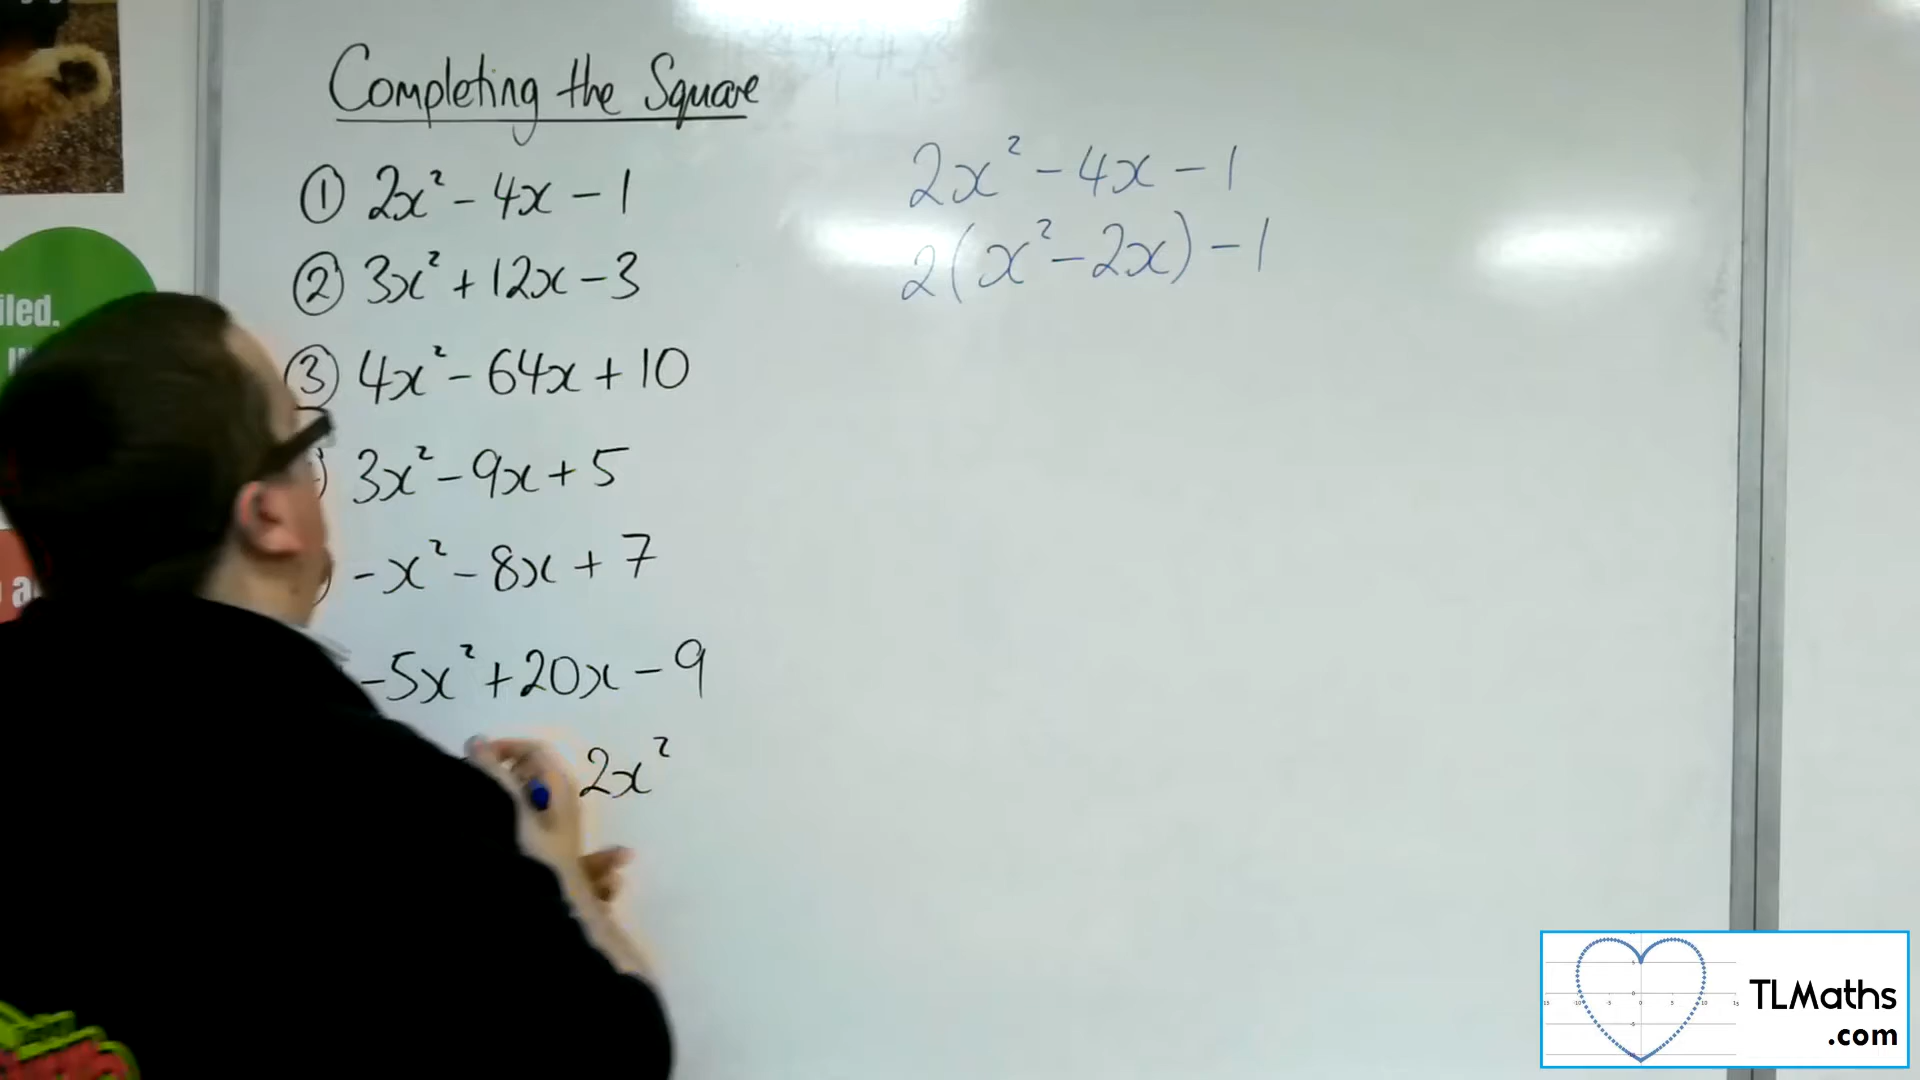 Completing the Square
① 2x² - 4x - 1
② 3x² + 12x - 3
③ 4x² - 64x + 10
3x² - 9x + 5
-x² - 8x + 7
-5x² + 20x - 9
2x²
2x² - 4x - 1
2(x² - 2x) - 1
iled.
TLMaths
.com